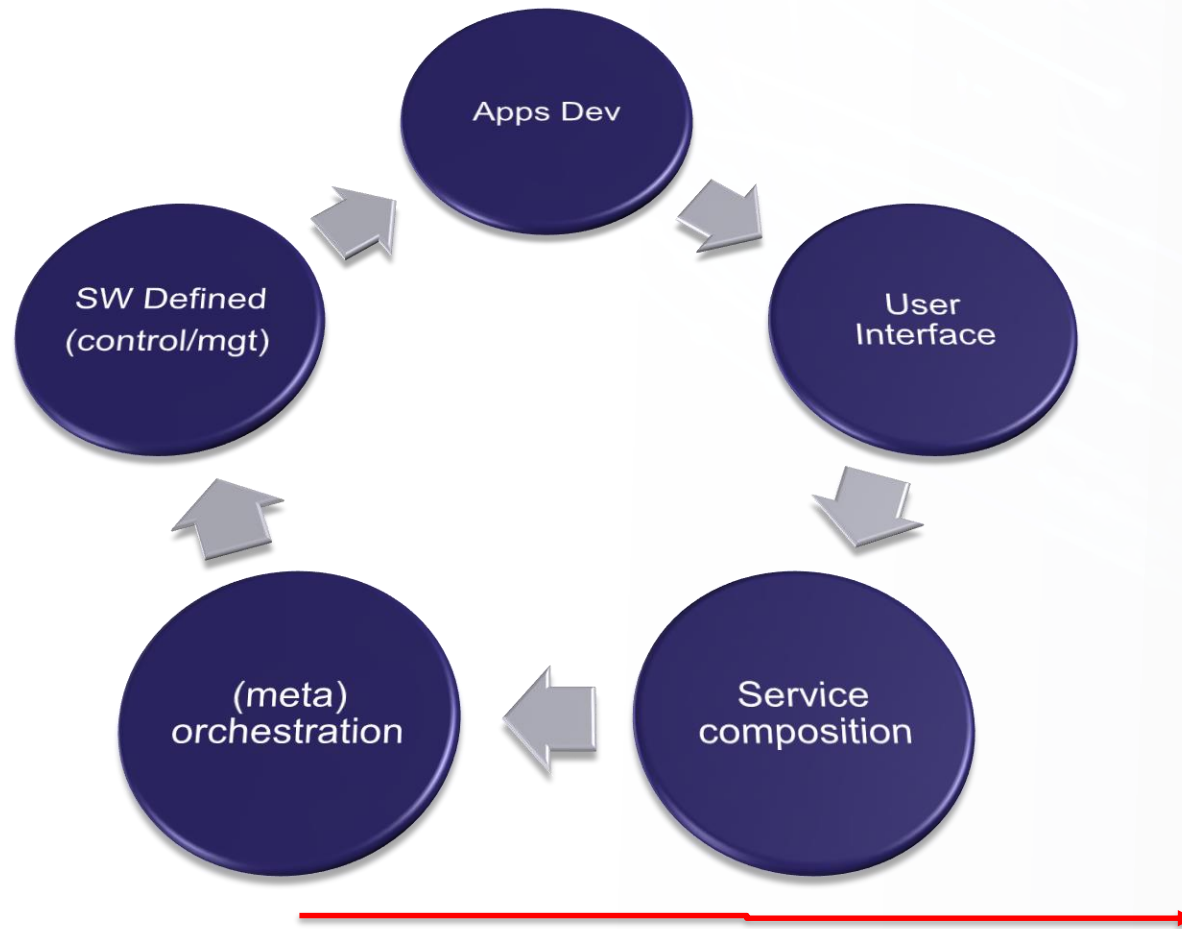 Apps Dev
User
Interface
Service
composition
(meta)
orchestration
SW Defined
(control/mgt)